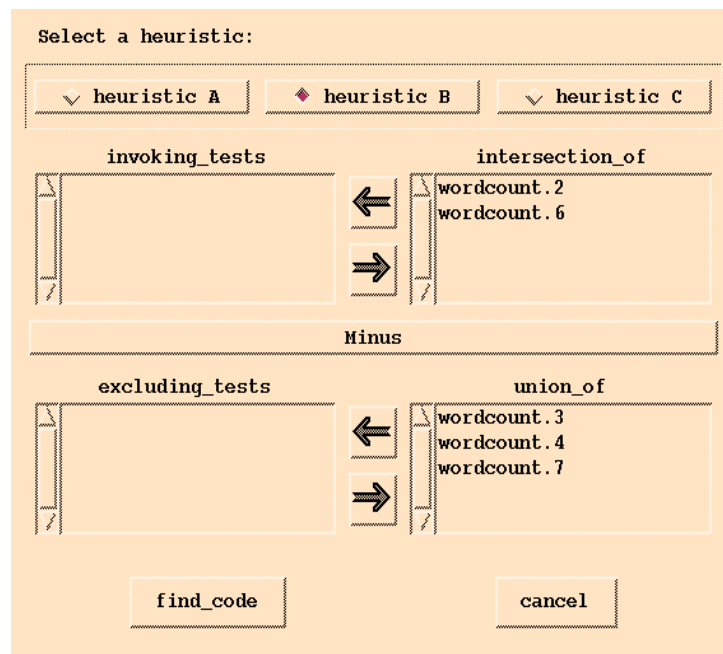 Select a heuristic:
heuristic A heuristic B heuristic C
invoking_tests intersection_of
wordcount.2
wordcount.6
Minus
excluding_tests union_of
wordcount.3
wordcount.4
wordcount.7
find_code cancel